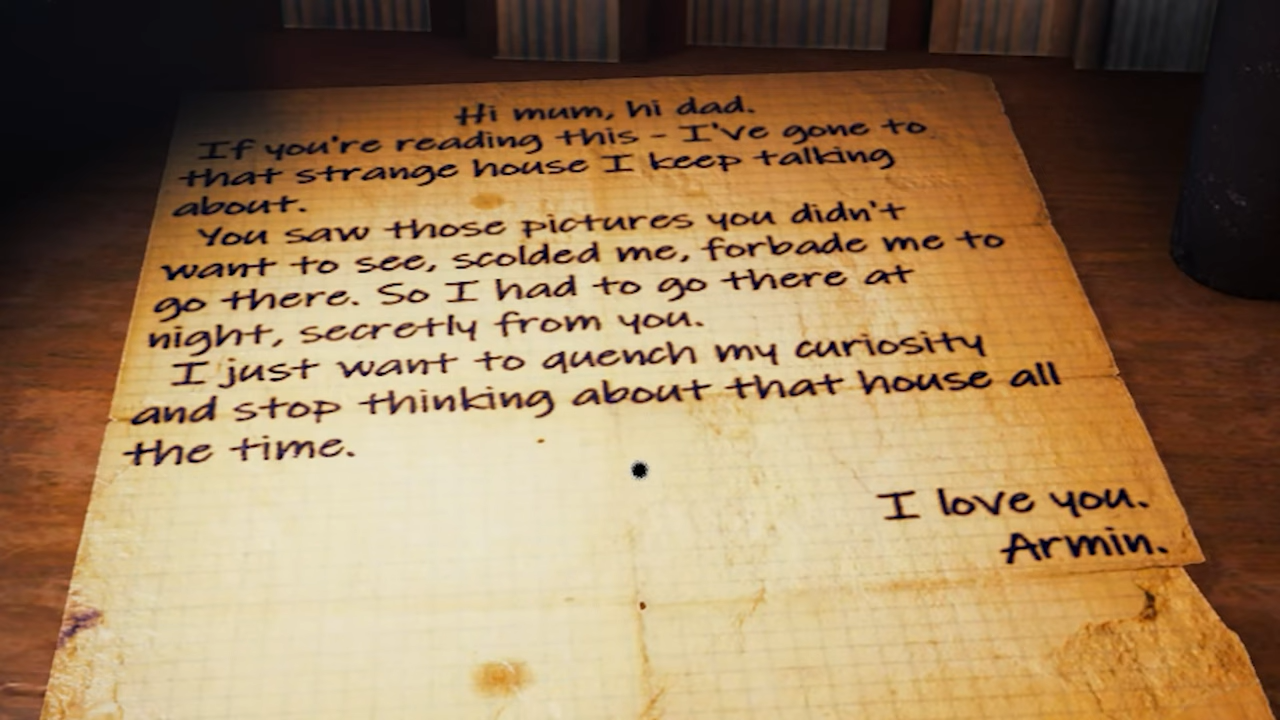 Hi mum, hi dad.
If you're reading this - I've gone to
that strange house I keep talking
about.
You saw those pictures you didn't
want to see, scolded me, forbade me to
go there. So I had to go there at
night, secretly from you.
I just want to quench my curiosity
and stop thinking about that house all
the time.
I love you.
Armin.